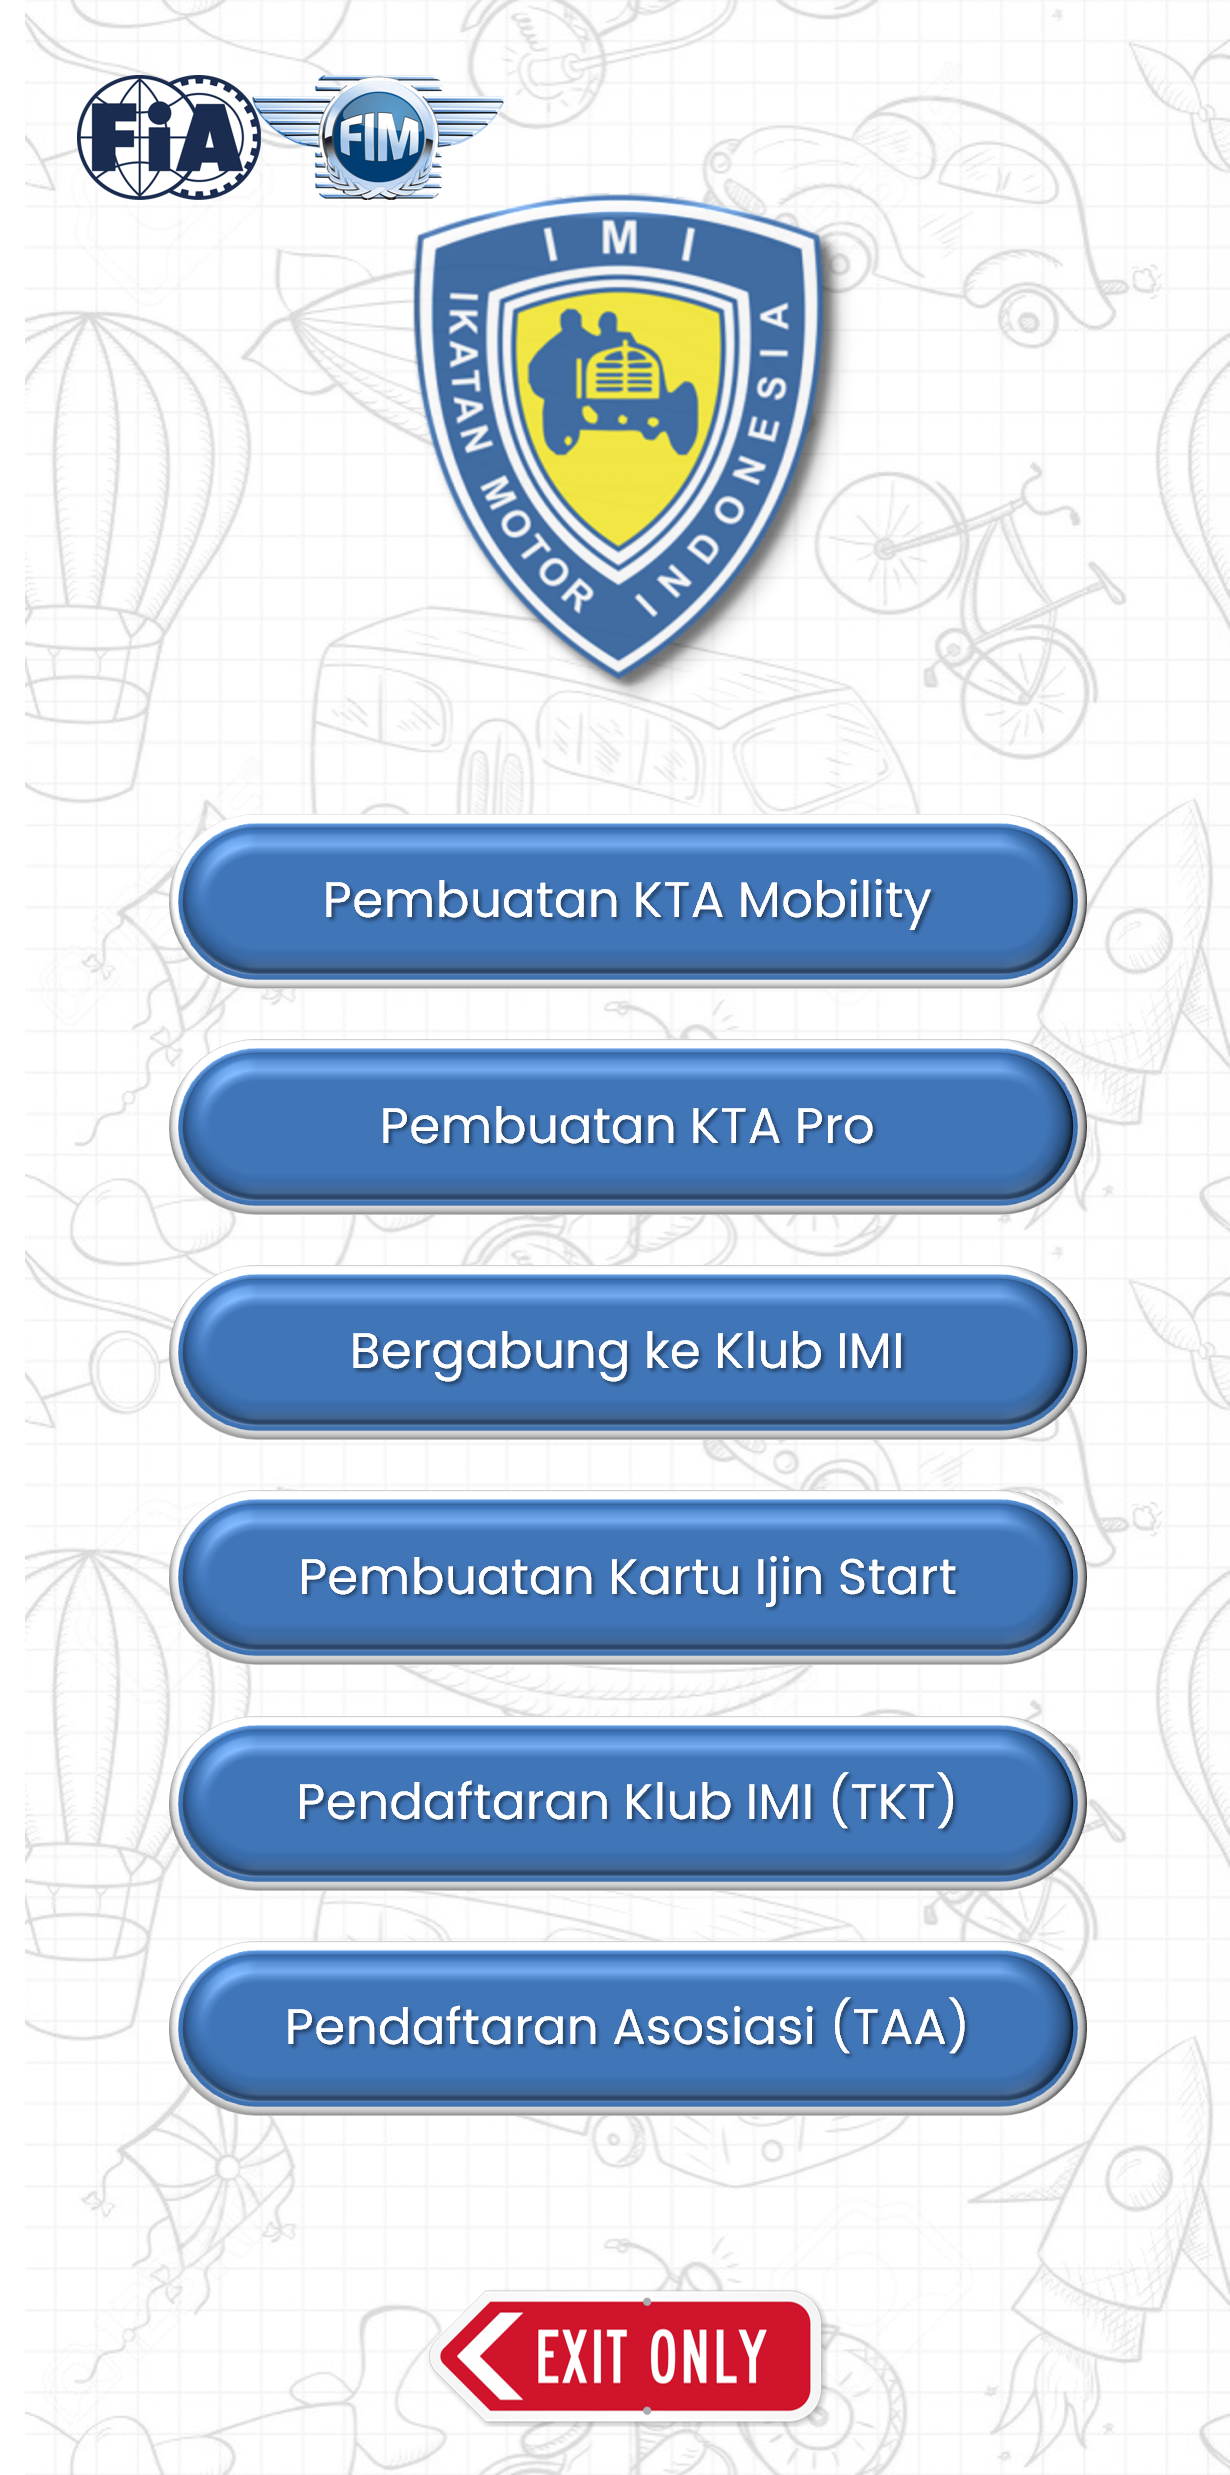 FiA
FIM
I M I
IKATAN MOTOR INDONESIA
Pembuatan KTA Mobility
Pembuatan KTA Pro
Bergabung ke Klub IMI
Pembuatan Kartu Ijin Start
Pendaftaran Klub IMI (TKT)
Pendaftaran Asosiasi (TAA)
EXIT ONLY